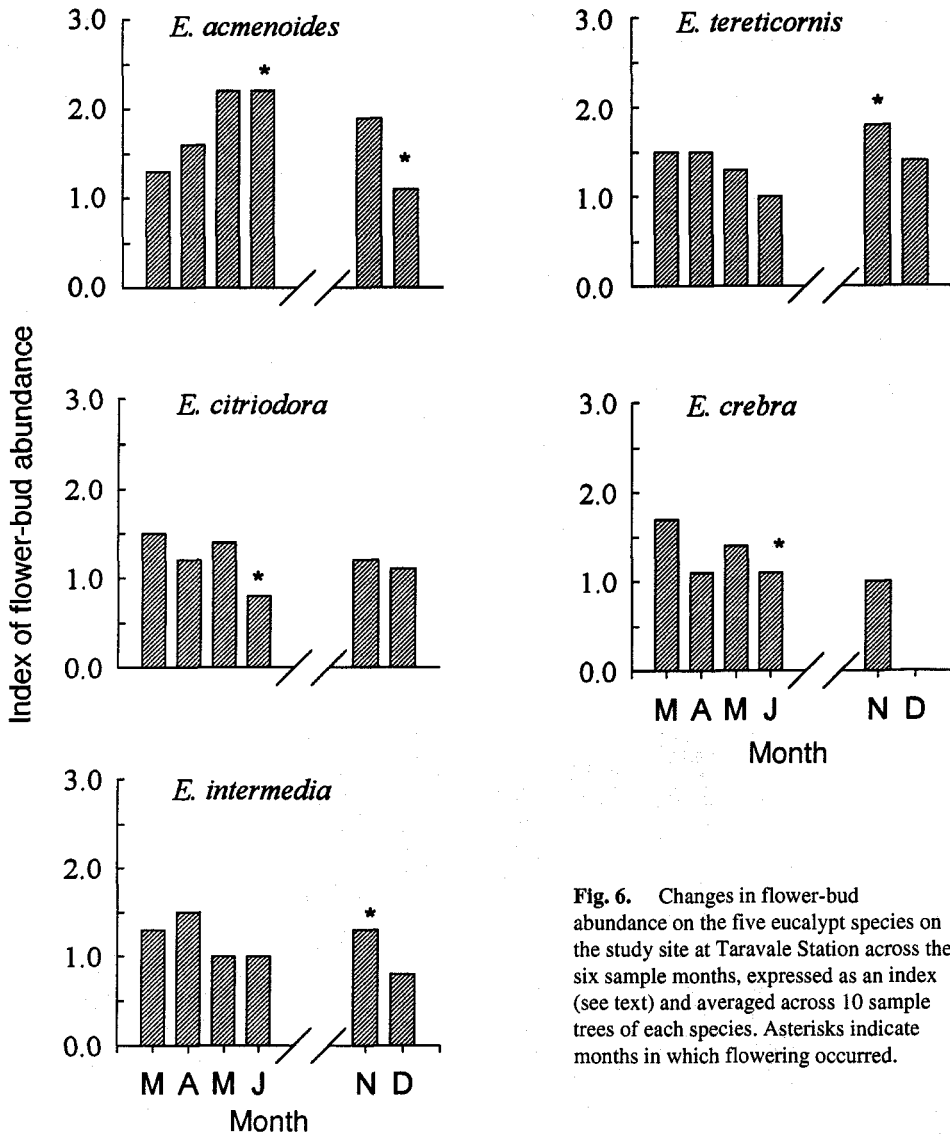 E. acmenoides
3.0
2.0
1.0
0.0
*
*
E. tereticornis
3.0
2.0
1.0
0.0
*
Index of flower-bud abundance
E. citriodora
3.0
2.0
1.0
0.0
*
E. crebra
3.0
2.0
1.0
0.0
*
M A M J N D
Month
E. intermedia
3.0
2.0
1.0
0.0
*
M A M J N D
Month
Fig. 6. Changes in flower-bud
abundance on the five eucalypt species on
the study site at Taravale Station across the
six sample months, expressed as an index
(see text) and averaged across 10 sample
trees of each species. Asterisks indicate
months in which flowering occurred.